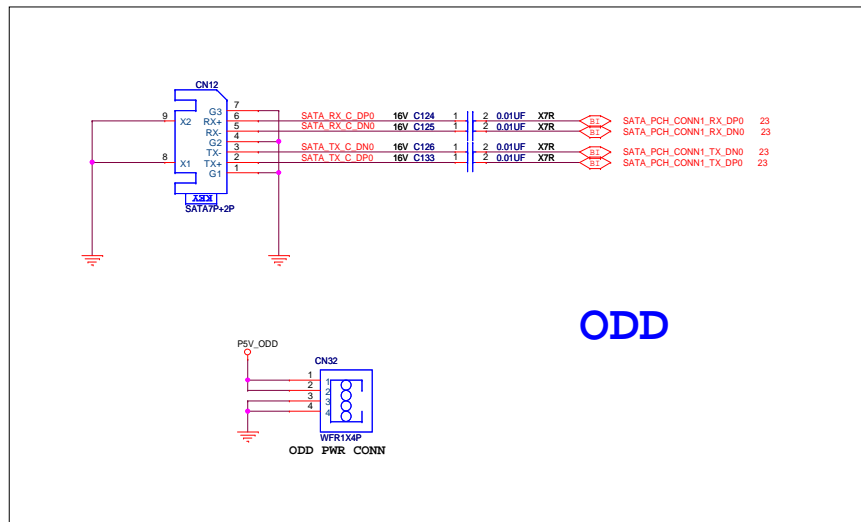 CN12
7
9 X2 G3
6 RX+ SATA_RX_C_DP0 16V C124 1 2 0.01UF X7R BI SATA_PCH_CONN1_RX_DP0 23
5 RX- SATA_RX_C_DN0 16V C125 1 2 0.01UF X7R BI SATA_PCH_CONN1_RX_DN0 23
4 G2
3 TX- SATA_TX_C_DN0 16V C126 1 2 0.01UF X7R BI SATA_PCH_CONN1_TX_DN0 23
8 X1 TX+ 2 SATA_TX_C_DP0 16V C133 1 2 0.01UF X7R BI SATA_PCH_CONN1_TX_DP0 23
G1 1
KEY
SATA7P+2P
ODD
P5V_ODD
CN32
1 1
2 2
3 3
4 4
WFR1X4P
ODD PWR CONN